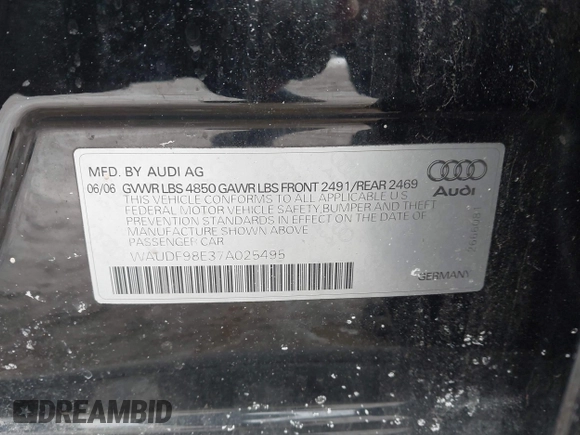 MFD. BY AUDI AG
06/06 GVWR LBS 4850 GAWR LBS FRONT 2491/REAR 2469
THIS VEHICLE CONFORMS TO ALL APPLICABLE U.S.
FEDERAL MOTOR VEHICLE SAFETY BUMPER AND THEFT
PREVENTION STANDARDS IN EFFECT ON THE DATE OF
MANUFACTURE SHOWN ABOVE
PASSENGER CAR
WAUDF98E37A025495
Audi
GERMANY
DREAMBID